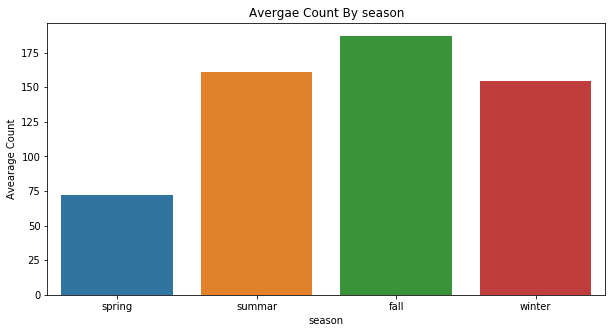 Avergae Count By season
Avearage Count
175
150
125
100
75
50
25
0
spring
summar
fall
winter
season